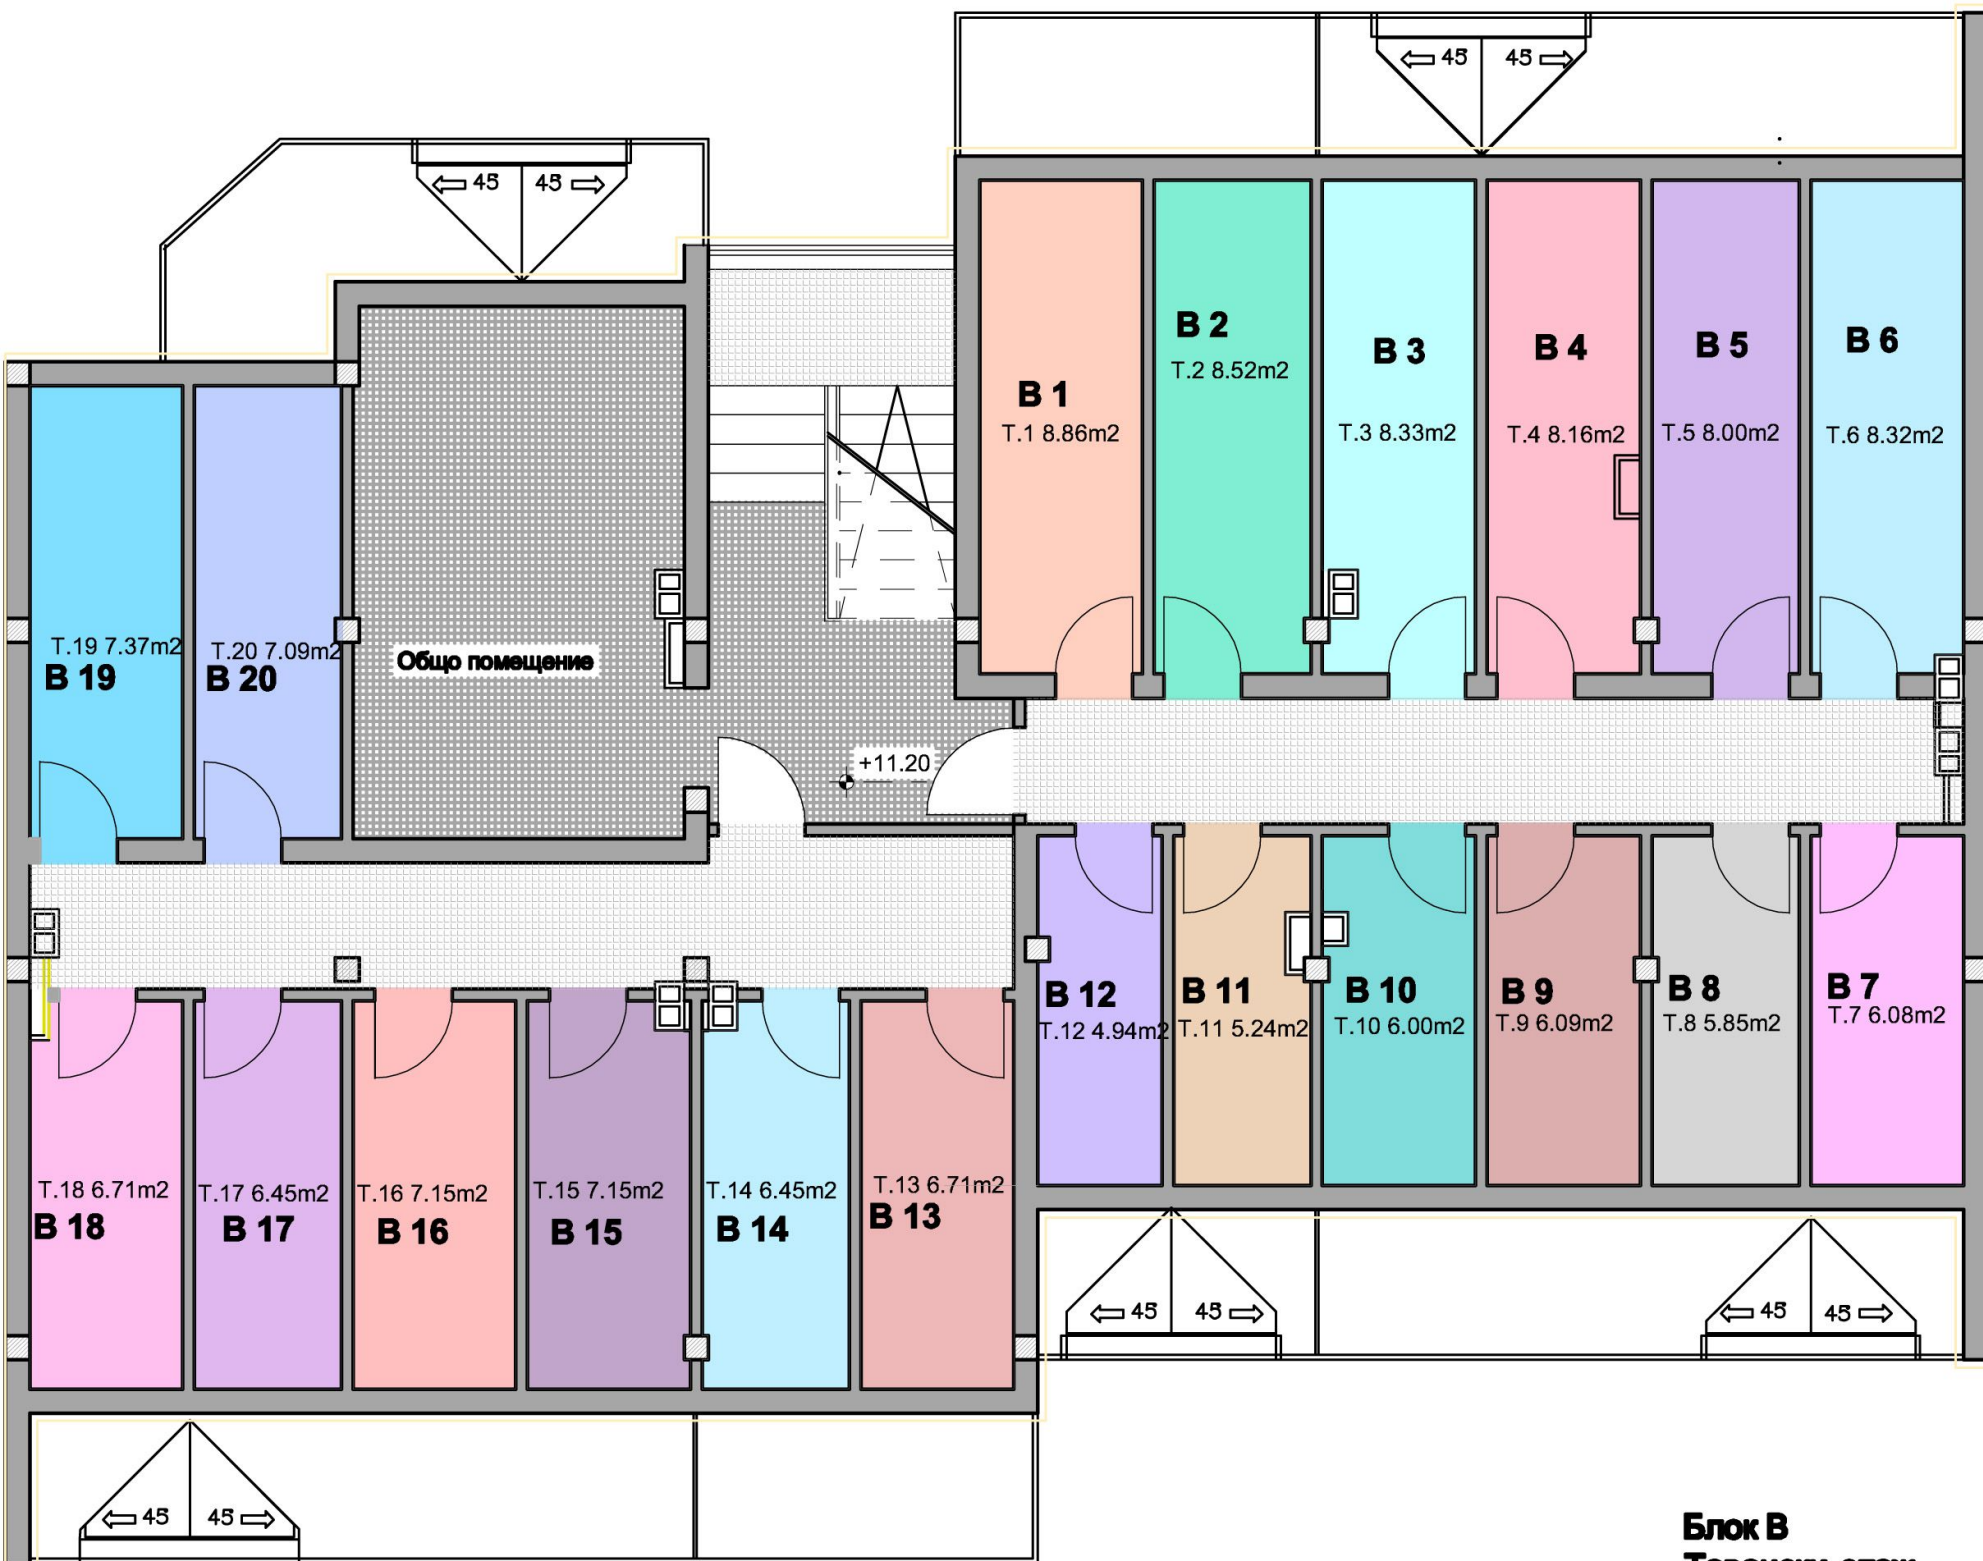 45 45
45 45
B 1
T.1 8.86m2
B 2
T.2 8.52m2
B 3
T.3 8.33m2
B 4
T.4 8.16m2
B 5
T.5 8.00m2
B 6
T.6 8.32m2
T.19 7.37m2
B 19
T.20 7.09m2
B 20
Общо помещение
+11.20
B 12
T.12 4.94m2
B 11
T.11 5.24m2
B 10
T.10 6.00m2
B 9
T.9 6.09m2
B 8
T.8 5.85m2
B 7
T.7 6.08m2
T.18 6.71m2
B 18
T.17 6.45m2
B 17
T.16 7.15m2
B 16
T.15 7.15m2
B 15
T.14 6.45m2
B 14
T.13 6.71m2
B 13
45 45
45 45
45 45
Блок В